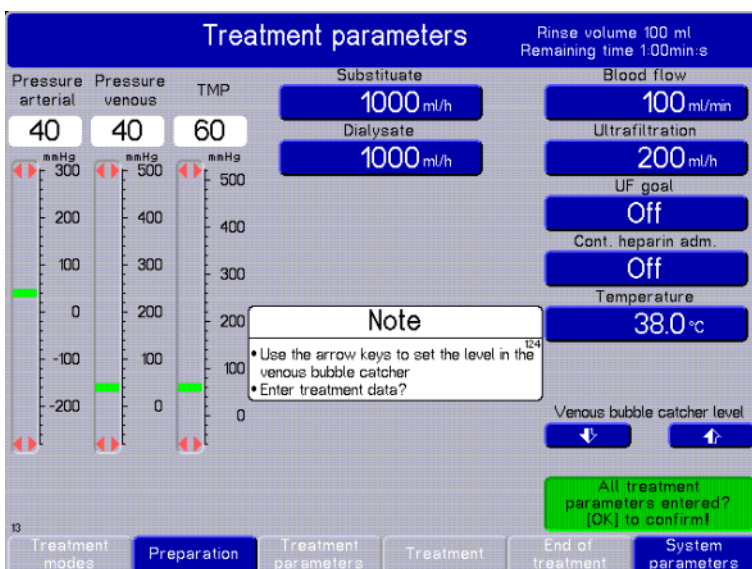 Treatment parameters
Rinse volume 100 ml
Remaining time 1:00min:s
Pressure arterial
Pressure venous
TMP
40
40
60
mmHg
300
200
100
0
-100
-200
mmHg
500
400
300
200
100
0
mmHg
500
400
300
200
100
0
Substituate
1000 ml/h
Dialysate
1000 ml/h
Blood flow
100 ml/min
Ultrafiltration
200 ml/h
UF goal
Off
Cont. heparin adm.
Off
Temperature
38.0 °C
Note
124
•Use the arrow keys to set the level in the
venous bubble catcher
•Enter treatment data?
Venous bubble catcher level
All treatment
parameters entered?
[OK] to confirm!
13
Treatment
modes
Preparation
Treatment
parameters
Treatment
End of
treatment
System
parameters